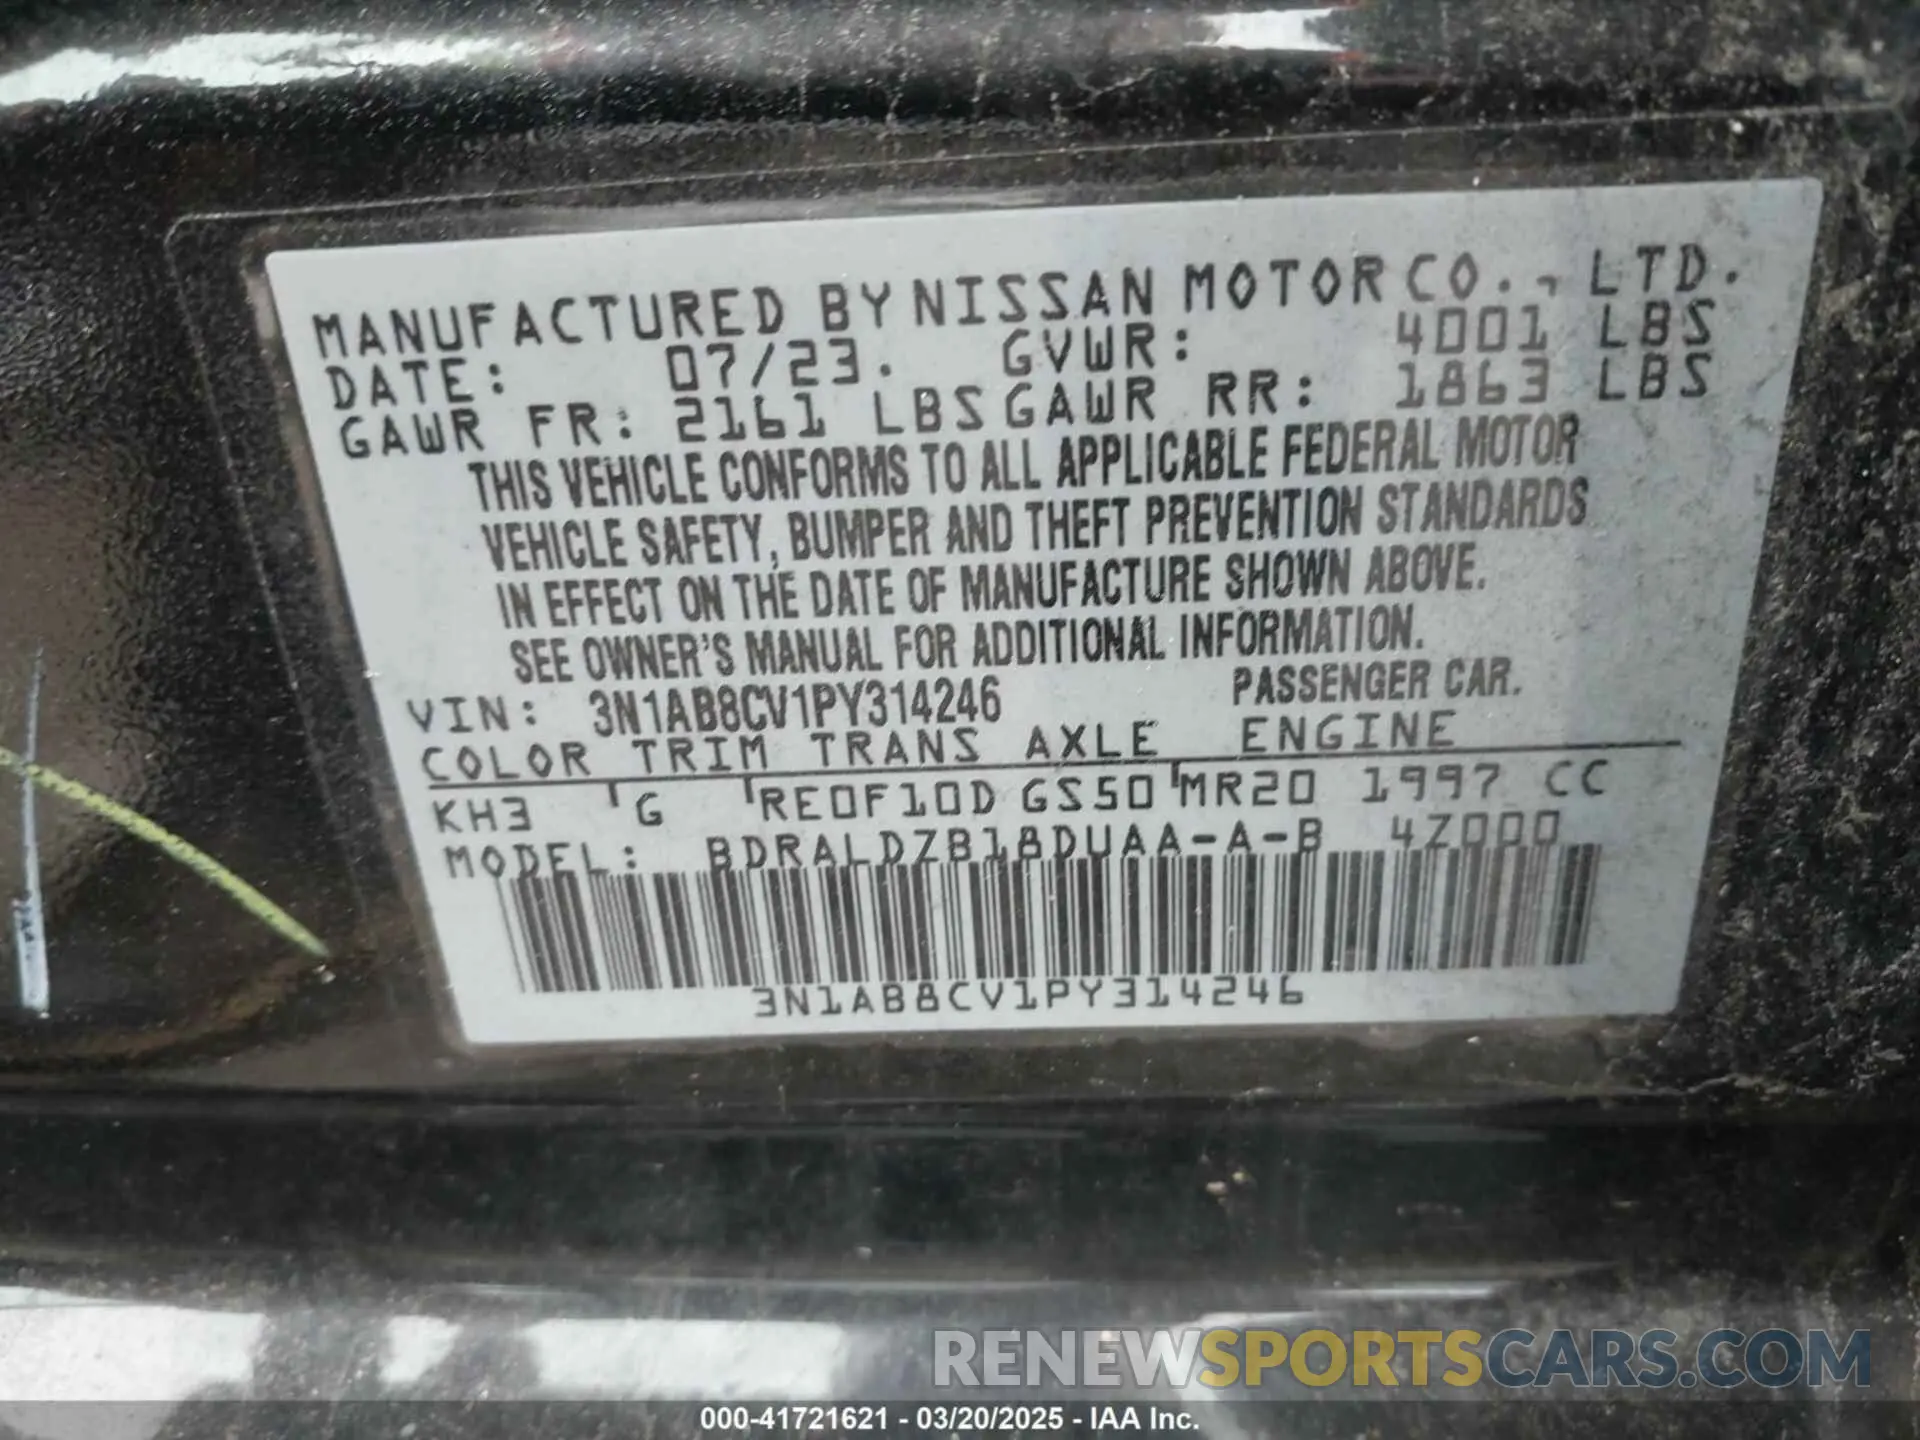 MANUFACTURED BY NISSAN MOTOR CO., LTD.
DATE: 07/23. GVWR: 4001 LBS
GAWR FR: 2161 LBS GAWR RR: 1863 LBS
THIS VEHICLE CONFORMS TO ALL APPLICABLE FEDERAL MOTOR
VEHICLE SAFETY, BUMPER AND THEFT PREVENTION STANDARDS
IN EFFECT ON THE DATE OF MANUFACTURE SHOWN ABOVE.
SEE OWNER'S MANUAL FOR ADDITIONAL INFORMATION.
VIN: 3N1AB8CV1PY314246 PASSENGER CAR.
COLOR TRIM TRANS AXLE ENGINE
KH3 G RE0F10D GS50 MR20 1997 CC
MODEL: BDRALDZB18DUAA-A-B 4Z000
3N1AB8CV1PY314246
RENEWSPORTSCARS.COM
000-41721621 - 03/20/2025 - IAA Inc.